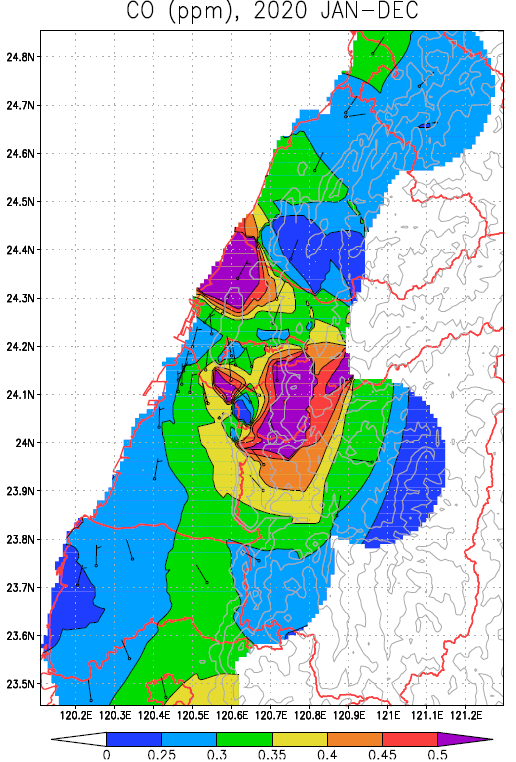 CO (ppm), 2020 JAN-DEC
24.8N
24.7N
24.6N
24.5N
24.4N
24.3N
24.2N
24.1N
24N
23.9N
23.8N
23.7N
23.6N
23.5N
120.2E 120.3E 120.4E 120.5E 120.6E 120.7E 120.8E 120.9E 121E 121.1E 121.2E
0 0.25 0.3 0.35 0.4 0.45 0.5